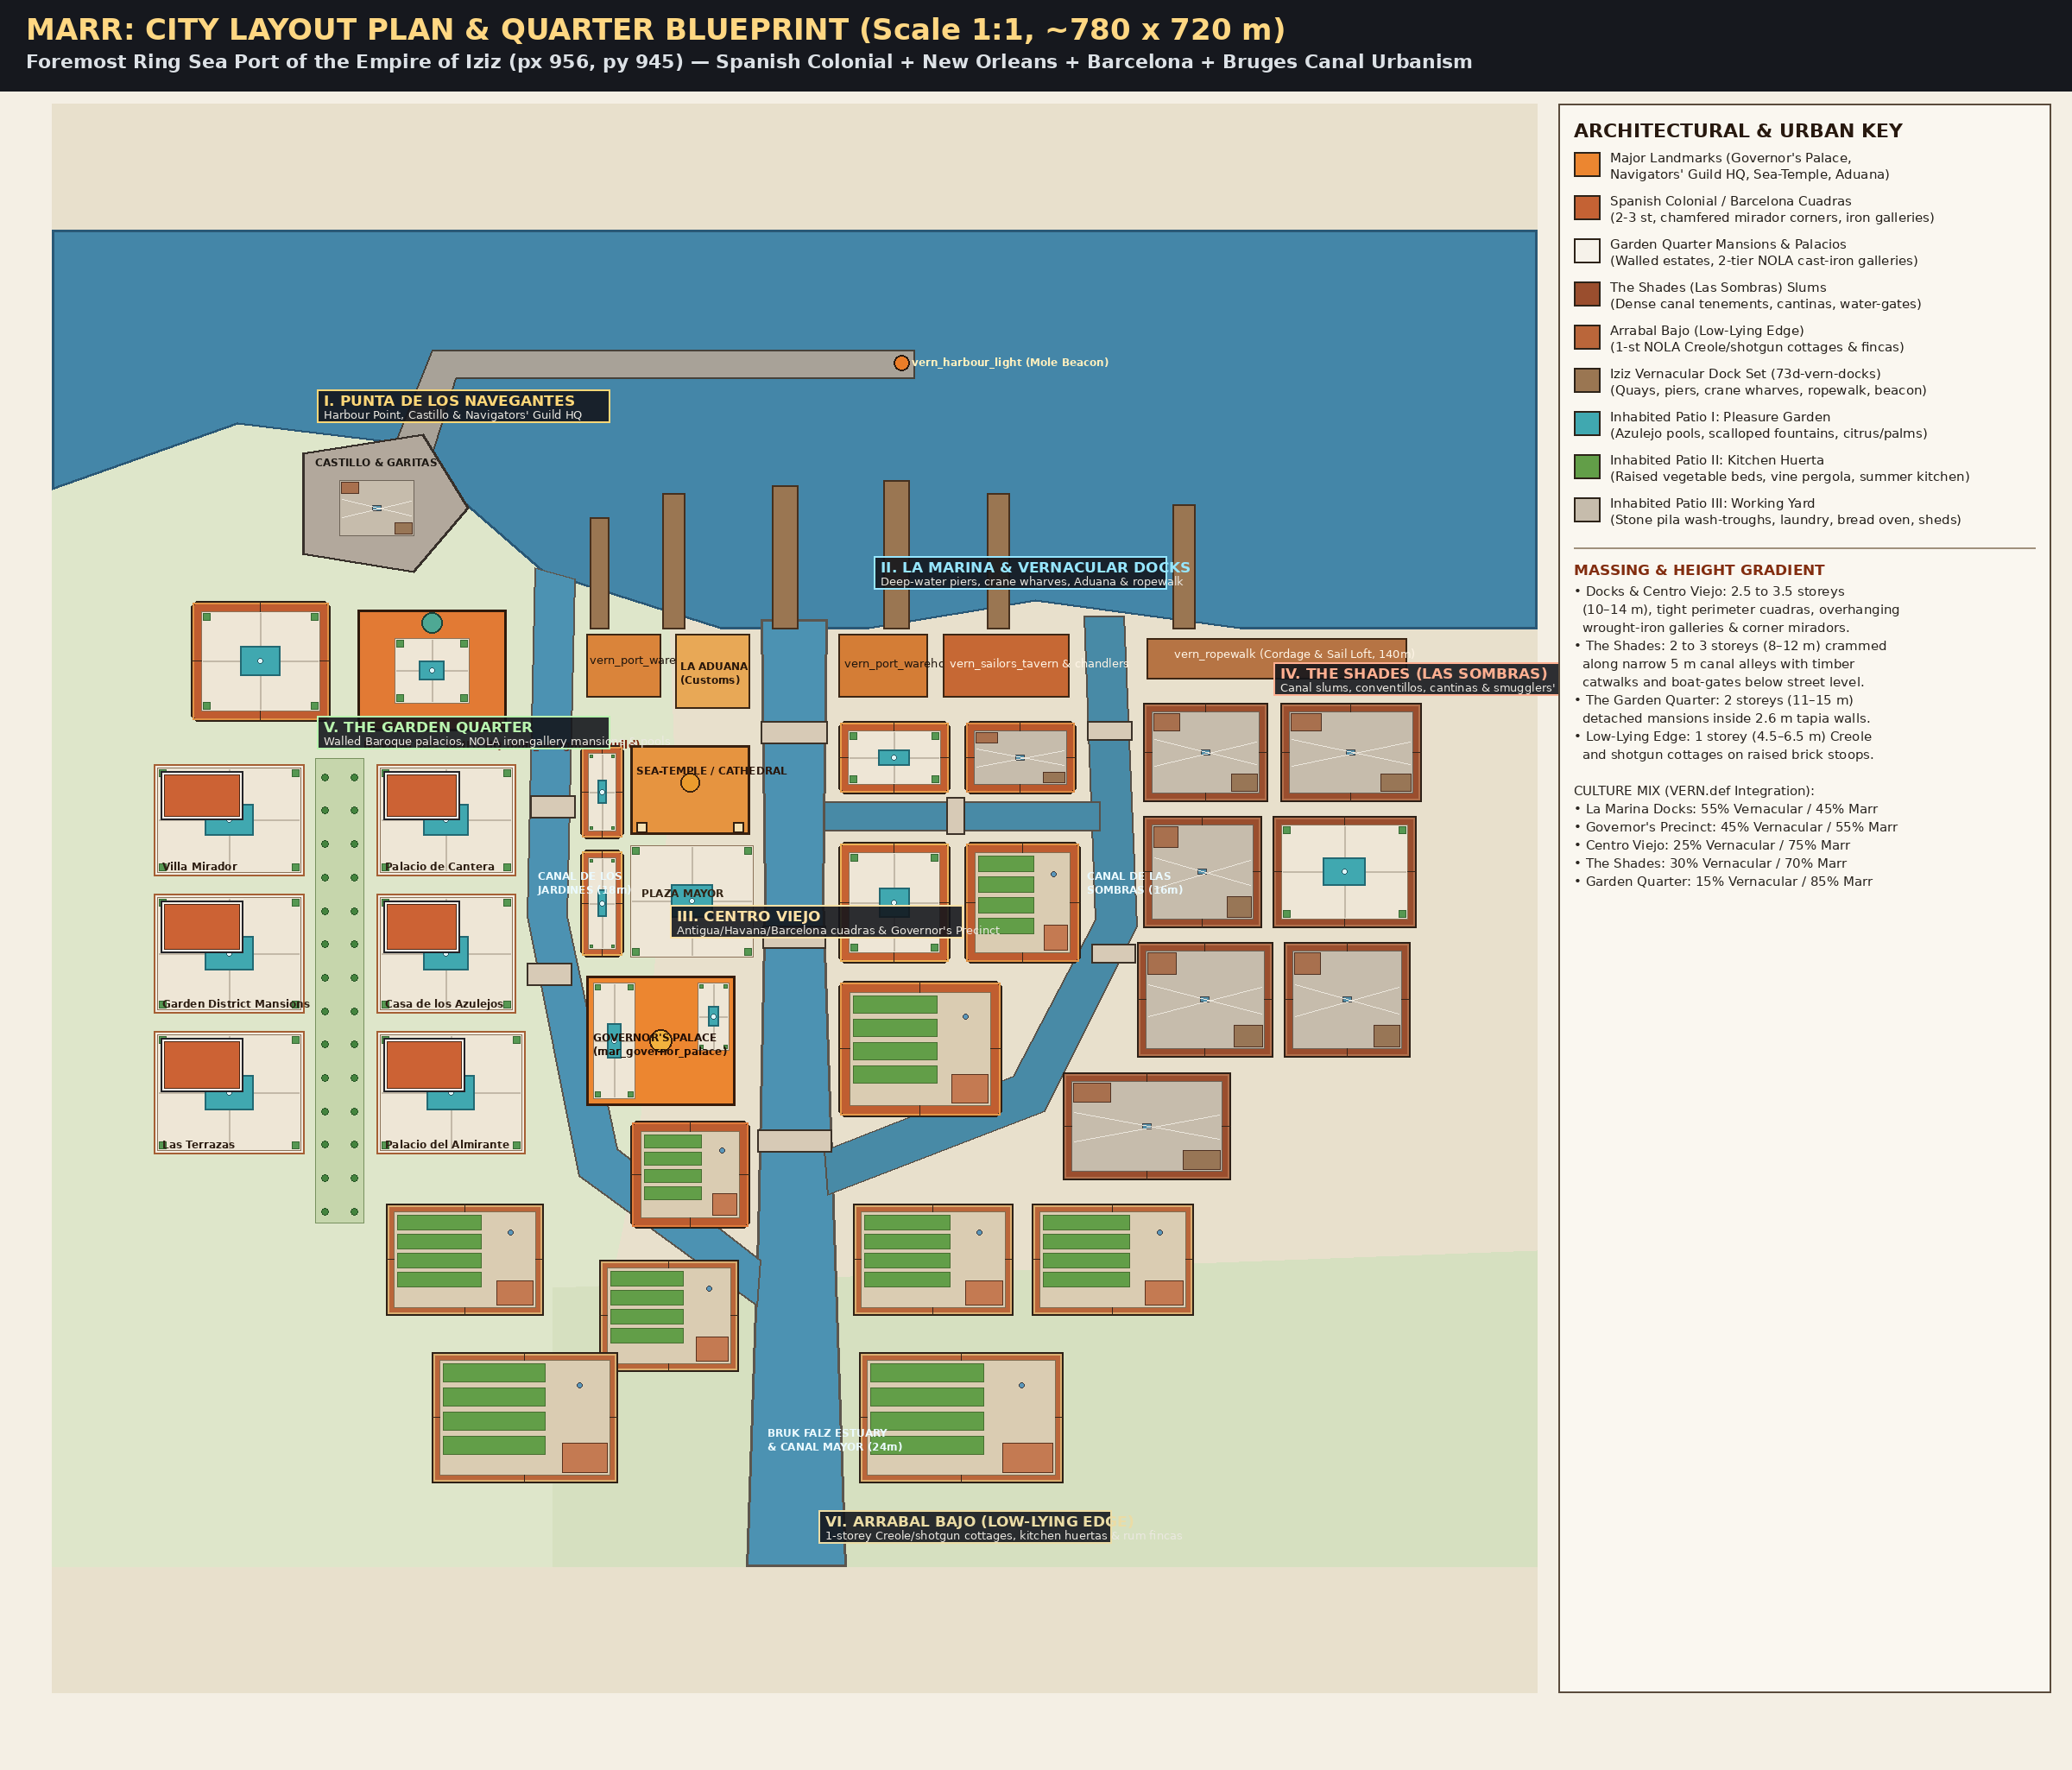 MARR: CITY LAYOUT PLAN & QUARTER BLUEPRINT (Scale 1:1, ~780 x 720 m)
Foremost Ring Sea Port of the Empire of Iziz (px 956, py 945) — Spanish Colonial + New Orleans + Barcelona + Bruges Canal Urbanism
vern_harbour_light (Mole Beacon)
I. PUNTA DE LOS NAVEGANTES
Harbour Point, Castillo & Navigators' Guild HQ
CASTILLO & GARITAS
II. LA MARINA & VERNACULAR DOCKS
Deep-water piers, crane wharves, Aduana & ropewalk
vern_port_ware
LA ADUANA
(Customs)
vern_port_wareho
vern_sailors_tavern & chandlers
vern_ropewalk (Cordage & Sail Loft, 140m)
IV. THE SHADES (LAS SOMBRAS)
Canal slums, conventillos, cantinas & smugglers'
V. THE GARDEN QUARTER
Walled Baroque palacios, NOLA iron-gallery mansions
SEA-TEMPLE / CATHEDRAL
Villa Mirador
Palacio de Cantera
CANAL DE LOS
JARDINES (18m)
PLAZA MAYOR
CANAL DE LAS
SOMBRAS (16m)
III. CENTRO VIEJO
Antigua/Havana/Barcelona cuadras & Governor's Precinct
Garden District Mansions
Casa de los Azulejos
GOVERNOR'S PALACE
(mar_governor_palace)
Las Terrazas
Palacio del Almirante
BRUK FALZ ESTUARY
& CANAL MAYOR (24m)
VI. ARRABAL BAJO (LOW-LYING EDGE)
1-storey Creole/shotgun cottages, kitchen huertas & rum fincas
ARCHITECTURAL & URBAN KEY
Major Landmarks (Governor's Palace,
Navigators' Guild HQ, Sea-Temple, Aduana)
Spanish Colonial / Barcelona Cuadras
(2-3 st, chamfered mirador corners, iron galleries)
Garden Quarter Mansions & Palacios
(Walled estates, 2-tier NOLA cast-iron galleries)
The Shades (Las Sombras) Slums
(Dense canal tenements, cantinas, water-gates)
Arrabal Bajo (Low-Lying Edge)
(1-st NOLA Creole/shotgun cottages & fincas)
Iziz Vernacular Dock Set (73d-vern-docks)
(Quays, piers, crane wharves, ropewalk, beacon)
Inhabited Patio I: Pleasure Garden
(Azulejo pools, scalloped fountains, citrus/palms)
Inhabited Patio II: Kitchen Huerta
(Raised vegetable beds, vine pergola, summer kitchen)
Inhabited Patio III: Working Yard
(Stone pila wash-troughs, laundry, bread oven, sheds)
MASSING & HEIGHT GRADIENT
• Docks & Centro Viejo: 2.5 to 3.5 storeys
(10–14 m), tight perimeter cuadras, overhanging
wrought-iron galleries & corner miradors.
• The Shades: 2 to 3 storeys (8–12 m) crammed
along narrow 5 m canal alleys with timber
catwalks and boat-gates below street level.
• The Garden Quarter: 2 storeys (11–15 m)
detached mansions inside 2.6 m tapia walls.
• Low-Lying Edge: 1 storey (4.5–6.5 m) Creole
and shotgun cottages on raised brick stoops.
CULTURE MIX (VERN.def Integration):
• La Marina Docks: 55% Vernacular / 45% Marr
• Governor's Precinct: 45% Vernacular / 55% Marr
• Centro Viejo: 25% Vernacular / 75% Marr
• The Shades: 30% Vernacular / 70% Marr
• Garden Quarter: 15% Vernacular / 85% Marr